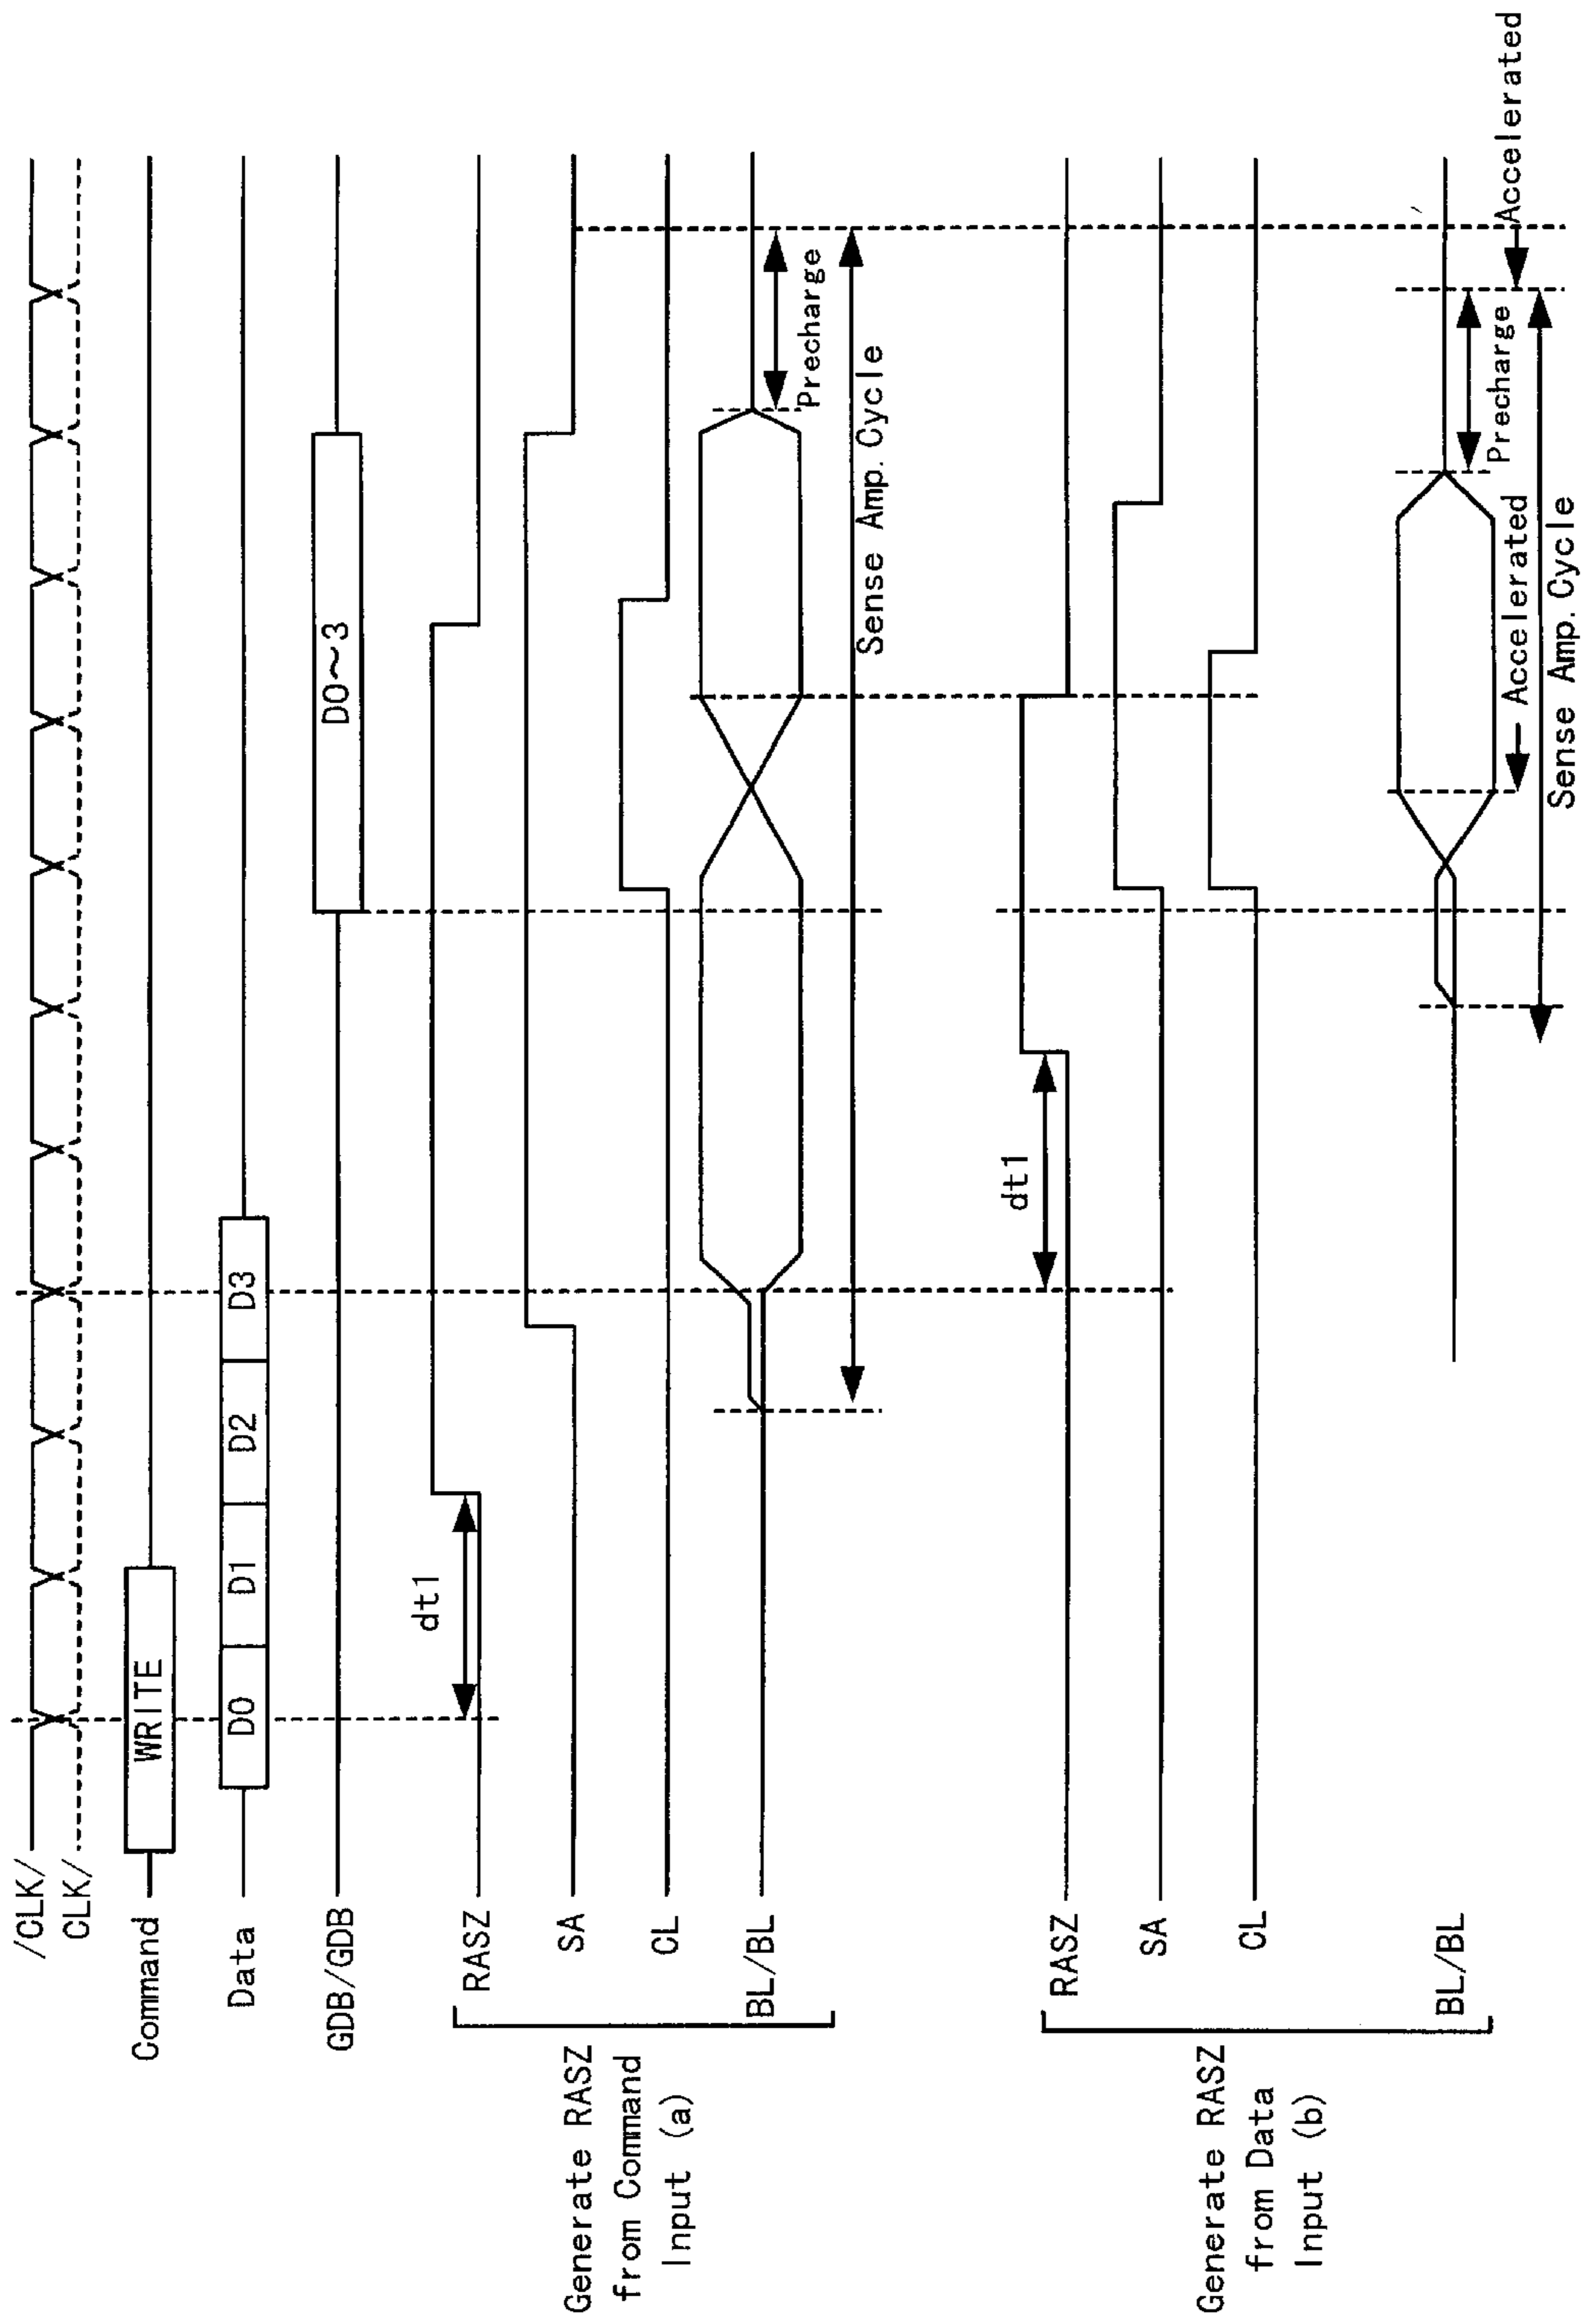 /CLK/
CLK/
Command
WRITE
Data
D0
D1
D2
D3
GDB/GDB
D0~3
Generate RASZ
from Command
Input (a)
RASZ
dt1
SA
CL
BL/BL
Precharge
Sense Amp. Cycle
Generate RASZ
from Data
Input (b)
RASZ
dt1
SA
CL
BL/BL
Precharge
Accelerated
Accelerated
Sense Amp. Cycle